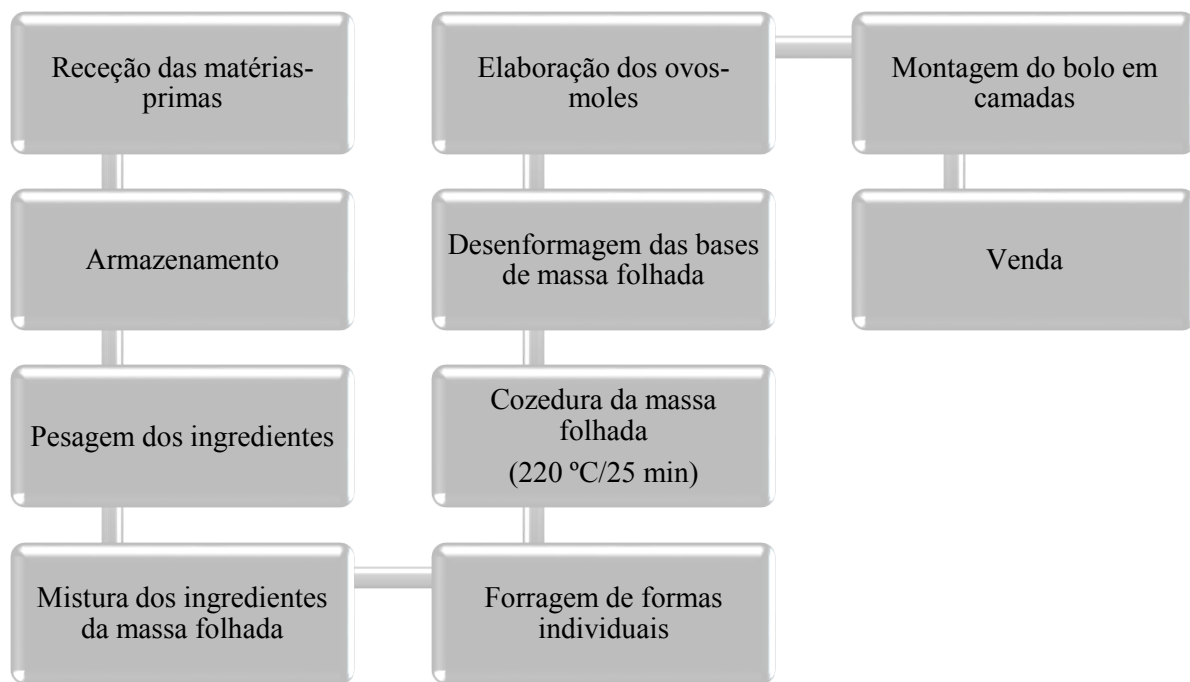 Receção das matérias-
primas
Armazenamento
Pesagem dos ingredientes
Mistura dos ingredientes
da massa folhada
Forragem de formas
individuais
Cozedura da massa
folhada
(220 ºC/25 min)
Desenformagem das bases
de massa folhada
Elaboração dos ovos-
moles
Montagem do bolo em
camadas
Venda